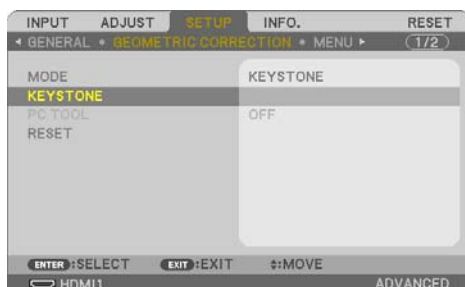 INPUT ADJUST SETUP INFO. RESET
◂ GENERAL • GEOMETRIC CORRECTION • MENU ▸ (1/2)
MODE KEYSTONE
KEYSTONE
PC TOOL OFF
RESET
ENTER:SELECT EXIT:EXIT ⬍:MOVE
HDMI1 ADVANCED